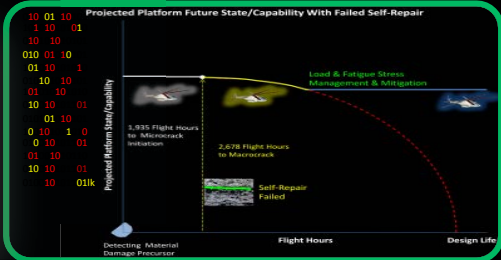 Projected Platform Future State/Capability With Failed Self-Repair
10 01 10
1 10 01
10 10
010 01 10
01 10 1
10 10
01 10
10 10 01
01 01
0 10 1 0
0 10 01
01 10
10 10 01
10 01lk
Projected Platform State/Capability
Load & Fatigue Stress
Management & Mitigation
1,935 Flight Hours
to Microcrack
Initiation
2,678 Flight Hours
to Macrocrack
Self-Repair
Failed
Detecting Material
Damage Precursor
Flight Hours
Design Life